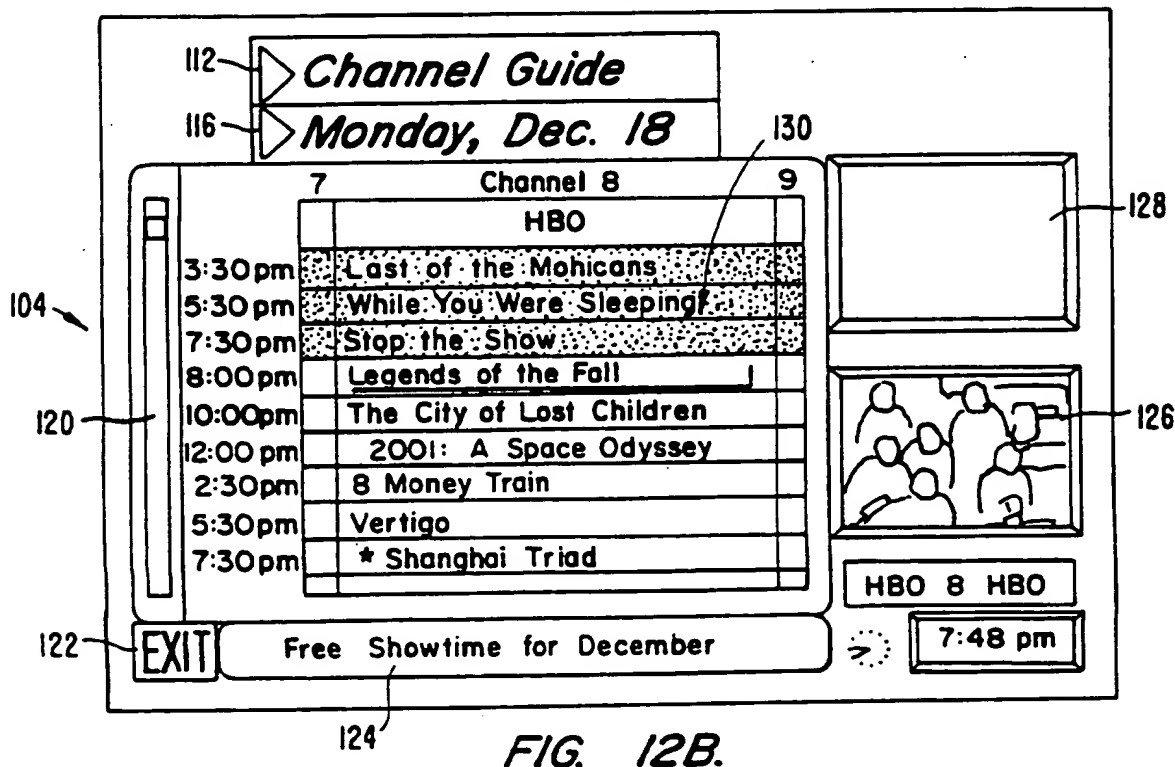 112 Channel Guide
116 Monday, Dec. 18
130
7 Channel 8 9
HBO
128
3:30pm Last of the Mohicans
5:30pm While You Were Sleeping
104
7:30pm Stop the Show
8:00pm Legends of the Fall
10:00pm The City of Lost Children
126
120
12:00 pm 2001: A Space Odyssey
2:30pm 8 Money Train
5:30pm Vertigo
7:30pm * Shanghai Triad
HBO 8 HBO
122 EXIT Free Showtime for December 7:48 pm
124
FIG. 12B.